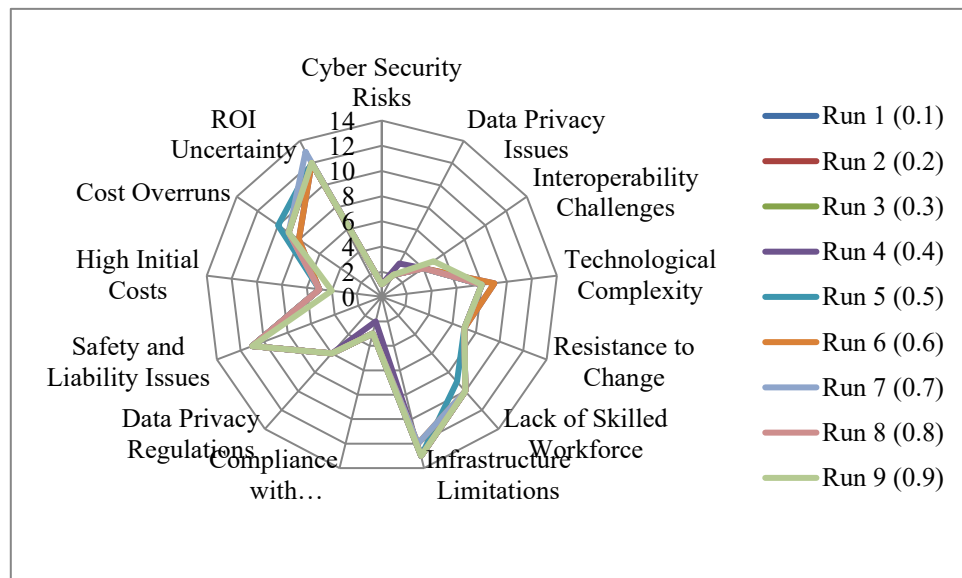 Cyber Security
Risks
Data Privacy
Issues
Interoperability
Challenges
Technological
Complexity
Resistance to
Change
Lack of Skilled
Workforce
Infrastructure
Limitations
Compliance
with…
Data Privacy
Regulations
Safety and
Liability Issues
High Initial
Costs
Cost Overruns
ROI
Uncertainty
14
12
10
8
6
4
2
0
Run 1 (0.1)
Run 2 (0.2)
Run 3 (0.3)
Run 4 (0.4)
Run 5 (0.5)
Run 6 (0.6)
Run 7 (0.7)
Run 8 (0.8)
Run 9 (0.9)